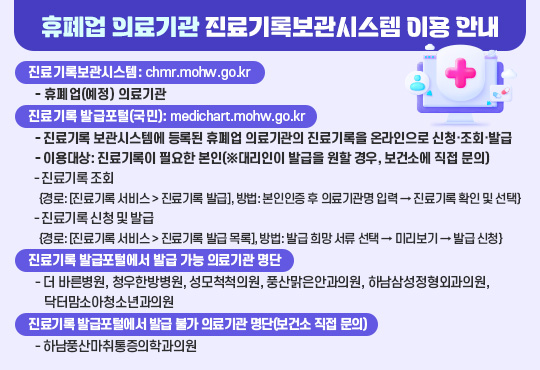 휴폐업 의료기관 진료기록보관시스템 이용 안내
진료기록보관시스템: chmr.mohw.go.kr
- 휴폐업(예정) 의료기관
진료기록 발급포털(국민): medichart.mohw.go.kr
- 진료기록 보관시스템에 등록된 휴폐업 의료기관의 진료기록을 온라인으로 신청·조회·발급
- 이용대상: 진료기록이 필요한 본인(※대리인이 발급을 원할 경우, 보건소에 직접 문의)
- 진료기록 조회
{경로: [진료기록 서비스 > 진료기록 발급], 방법: 본인인증 후 의료기관명 입력 → 진료기록 확인 및 선택}
- 진료기록 신청 및 발급
{경로: [진료기록 서비스 > 진료기록 발급 목록], 방법: 발급 희망 서류 선택 → 미리보기 → 발급 신청}
진료기록 발급포털에서 발급 가능 의료기관 명단
- 더 바른병원, 청우한방병원, 성모척척의원, 풍산맑은안과의원, 하남삼성정형외과의원,
닥터맘소아청소년과의원
진료기록 발급포털에서 발급 불가 의료기관 명단(보건소 직접 문의)
- 하남풍산마취통증의학과의원